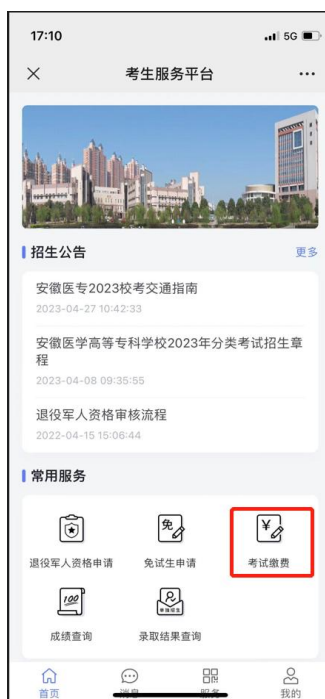 17:10
5G
考生服务平台
招生公告
更多
安徽医专2023校考交通指南
2023-04-27 10:42:33
安徽医学高等专科学校2023年分类考试招生章
程
2023-04-08 09:35:55
退役军人资格审核流程
2022-04-15 15:06:44
常用服务
免
¥
退役军人资格申请
免试生申请
考试缴费
100
成绩查询
录取结果查询
首页
消息
服务
我的